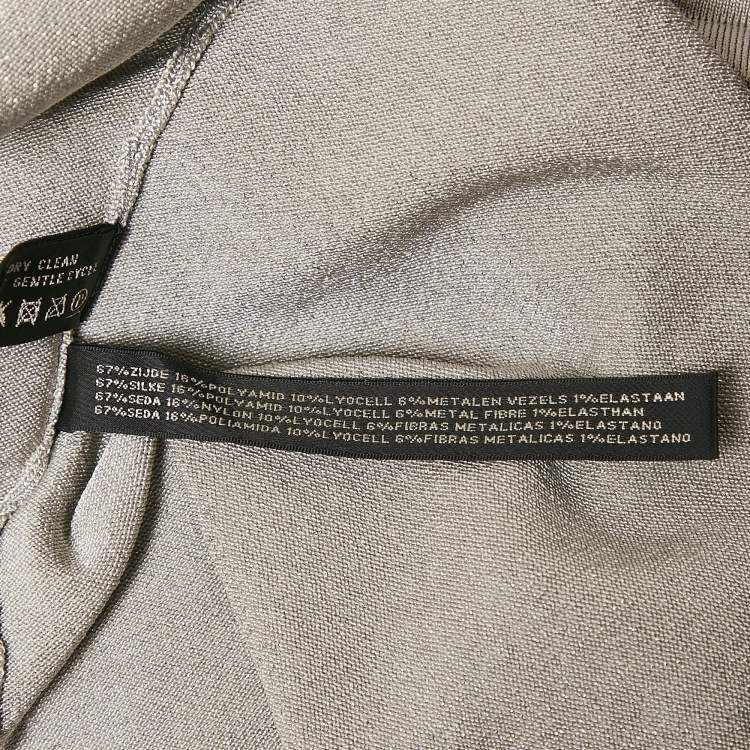 DRY CLEAN
GENTLE CYCLE
67%ZIJDE 16%POLYAMID 10%LYOCELL 6%METALEN VEZELS 1%ELASTAAN
67%SILKE 16%POLYAMID 10%LYOCELL 6%METAL FIBRE 1%ELASTHAN
67%SEDA 16%NYLON 10%LYOCELL 6%FIBRAS METALICAS 1%ELASTANO
67%SEDA 16%POLIAMIDA 10%LYOCELL 6%FIBRAS METALICAS 1%ELASTANO